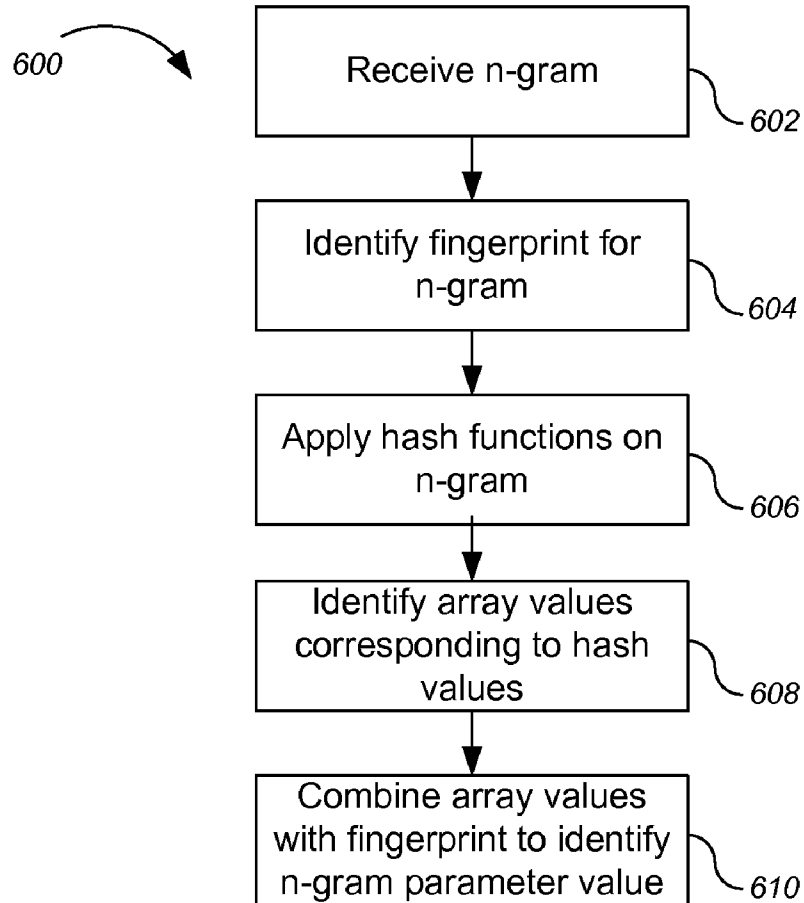 600
Receive n-gram
602
Identify fingerprint for
n-gram
604
Apply hash functions on
n-gram
606
Identify array values
corresponding to hash
values
608
Combine array values
with fingerprint to identify
n-gram parameter value
610